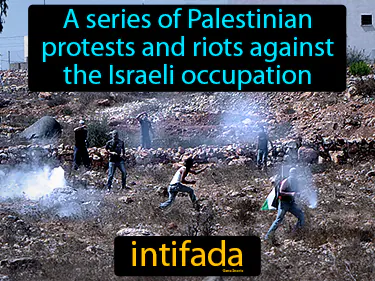 A series of Palestinian
protests and riots against
the Israeli occupation
intifada